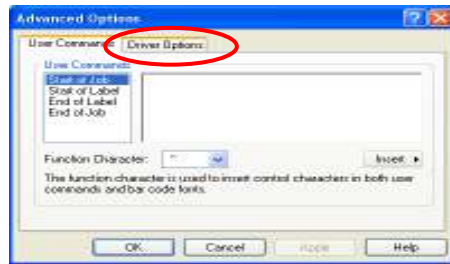 Advanced Options
User Commands Driver Options
User Commands
Start of Job
Start of Label
End of Label
End of Job
Function Character: Insert
The function character is used to insert control characters in both user
commands and bar code fonts.
OK Cancel Apply Help